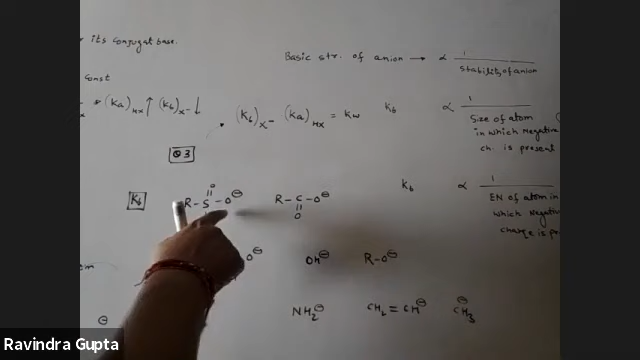 its conjugat base.
Basic str. of anion → ∝ 1/stability of anion
const
* (Ka)HX ↑ (Kb)X- ↓
• (Kb)X- (Ka)HX = Kw
Kb ∝ 1/Size of atom in which Negative ch. is present
Q3
Kb
R-S-O⊖
O
R-C-O⊖
O
Kb ∝ 1/EN of atom in which Negative charge is pr
O⊖
OH⊖
R-O⊖
NH2⊖
CH2=CH⊖
CH3⊖
Ravindra Gupta